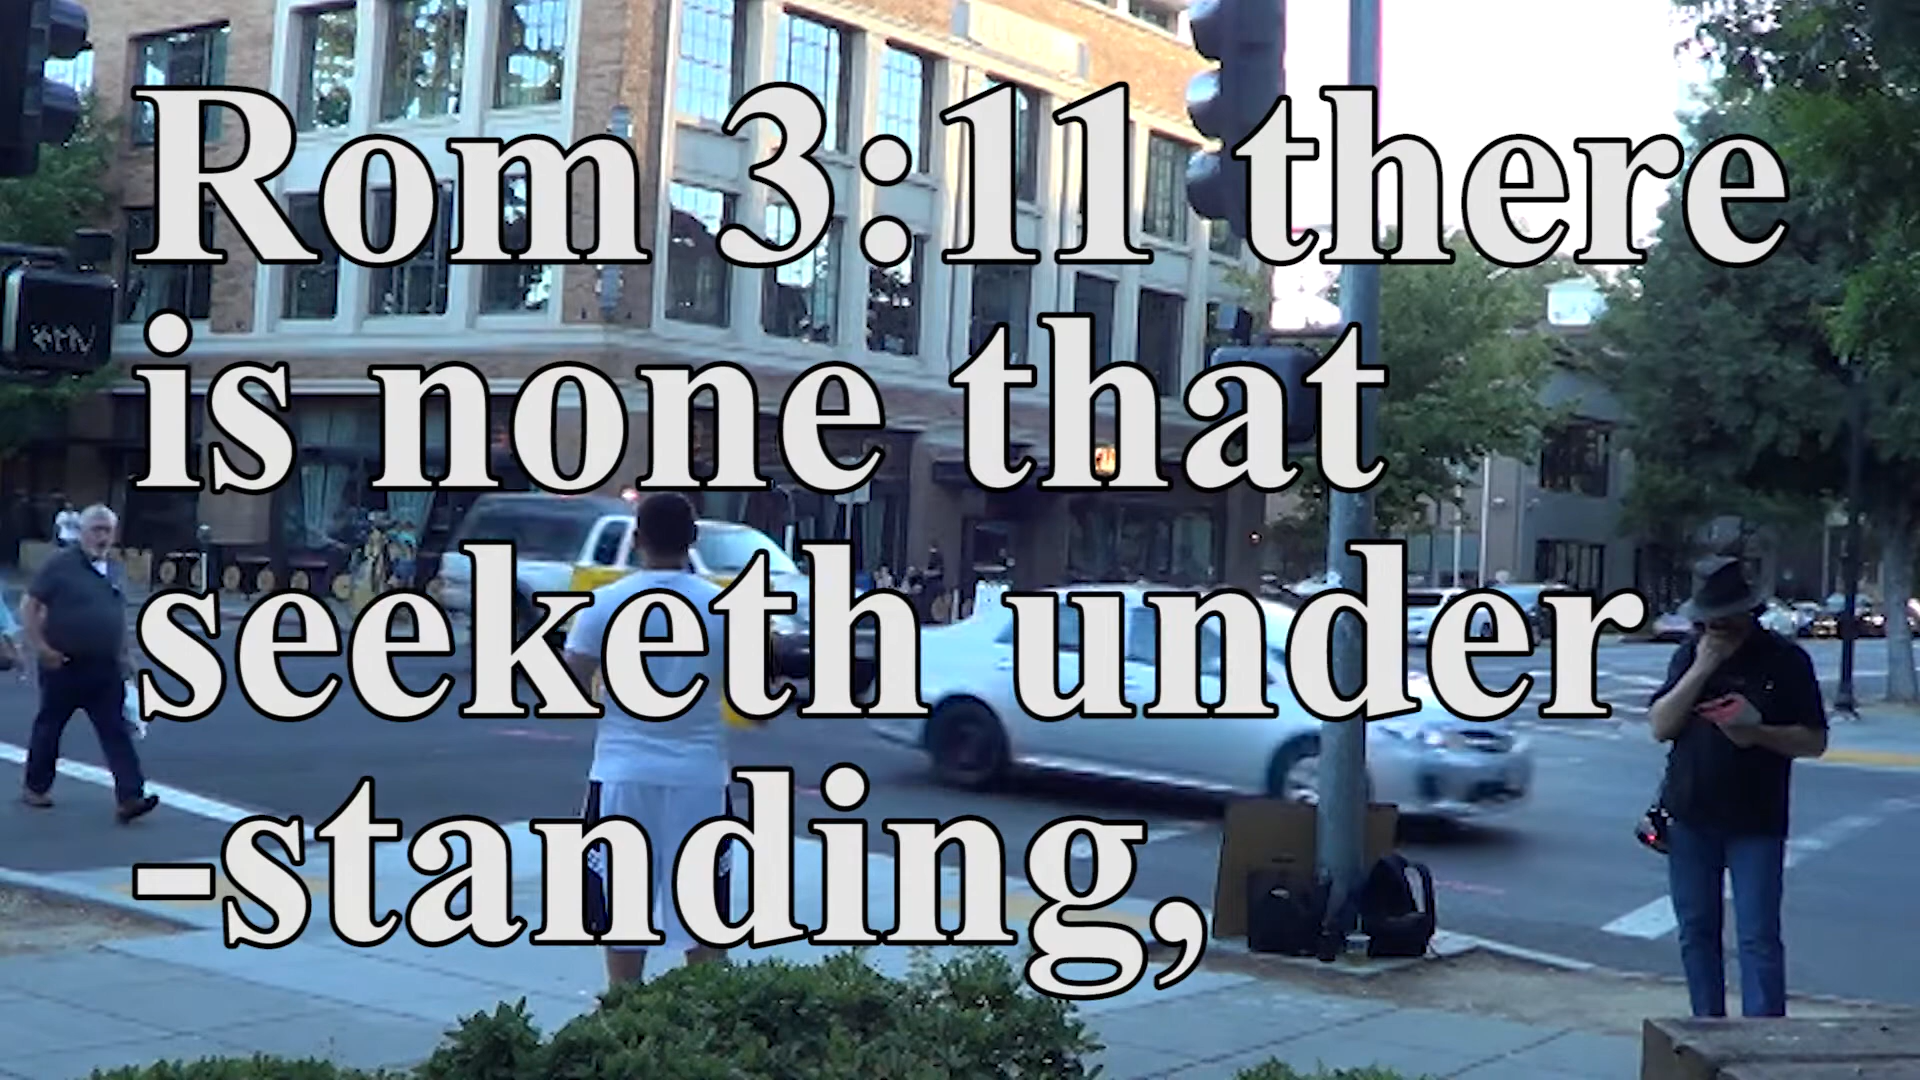 Rom 3:11 there
is none that
seeketh under
-standing,